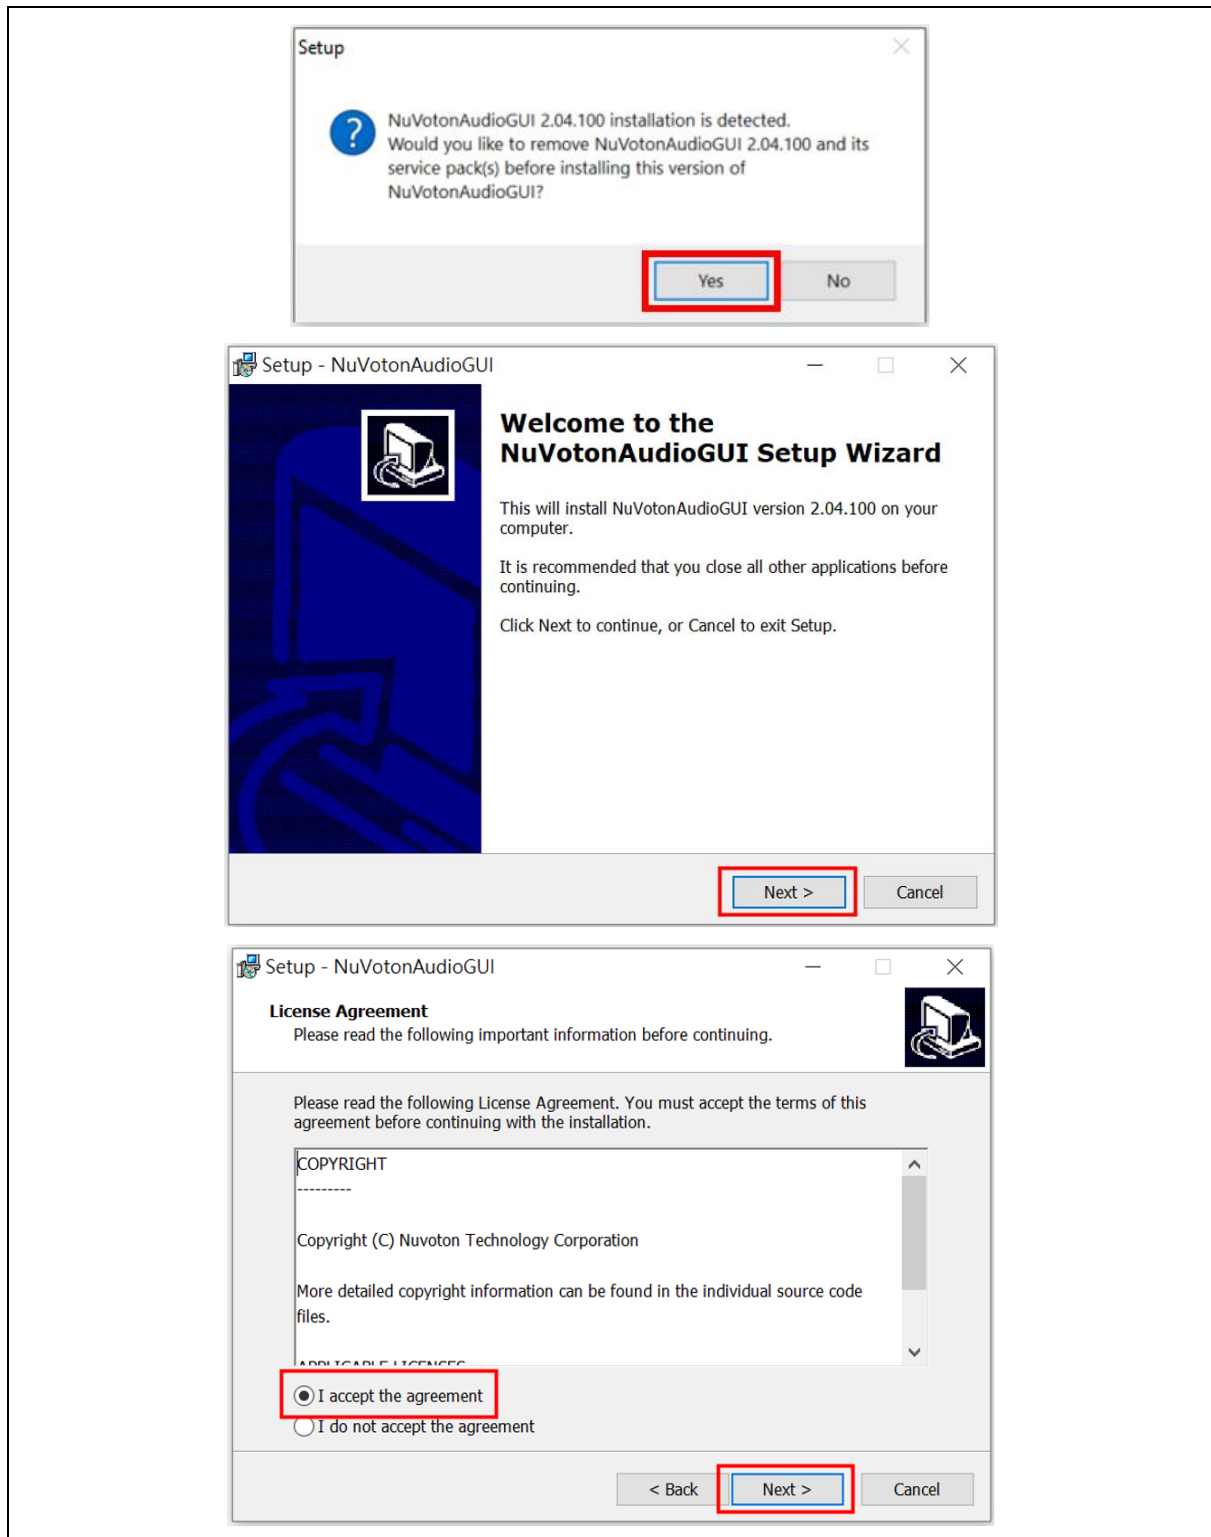 Setup
NuVotonAudioGUI 2.04.100 installation is detected.
Would you like to remove NuVotonAudioGUI 2.04.100 and its
service pack(s) before installing this version of
NuVotonAudioGUI?
Yes
No
Setup - NuVotonAudioGUI
Welcome to the
NuVotonAudioGUI Setup Wizard
This will install NuVotonAudioGUI version 2.04.100 on your
computer.
It is recommended that you close all other applications before
continuing.
Click Next to continue, or Cancel to exit Setup.
Next >
Cancel
Setup - NuVotonAudioGUI
License Agreement
Please read the following important information before continuing.
Please read the following License Agreement. You must accept the terms of this
agreement before continuing with the installation.
COPYRIGHT
---------
Copyright (C) Nuvoton Technology Corporation
More detailed copyright information can be found in the individual source code
files.
APPLICABLE LICENSES
I accept the agreement
I do not accept the agreement
< Back
Next >
Cancel